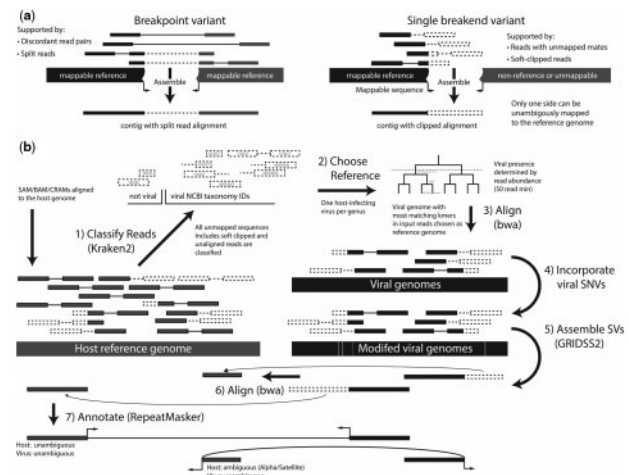 (a)
Breakpoint variant
Supported by:
• Discordant read pairs
• Split reads
mappable reference
Assemble
mappable reference
contig with split read alignment
Single breakend variant
Supported by:
• Reads with unmapped mates
• Soft-clipped reads
mappable reference
Assemble
non-reference or unmappable
Mappable sequence
contig with clipped alignment
Only one side can be
unambigously mapped
to the reference genome
(b)
SAM/BAM/CRAMs aligned
to the host genome
not viral
viral NCBI taxonomy IDs
1) Classify Reads
(Kraken2)
All unmapped sequences
Includes soft clipped and
unaligned reads are
classified
2) Choose
Reference
One host-infecting
virus per genus
Viral presence
determined by
read abundance
(50 read min)
Viral genome with
most matching kmers
in input reads chosen as
reference genome
3) Align
(bwa)
Viral genomes
4) Incorporate
viral SNVs
Host reference genome
Modifed viral genomes
5) Assemble SVs
(GRIDSS2)
6) Align (bwa)
7) Annotate (RepeatMasker)
Host: unambiguous
Virus: unambiguous
Host: ambiguous (Alpha/Satellite)